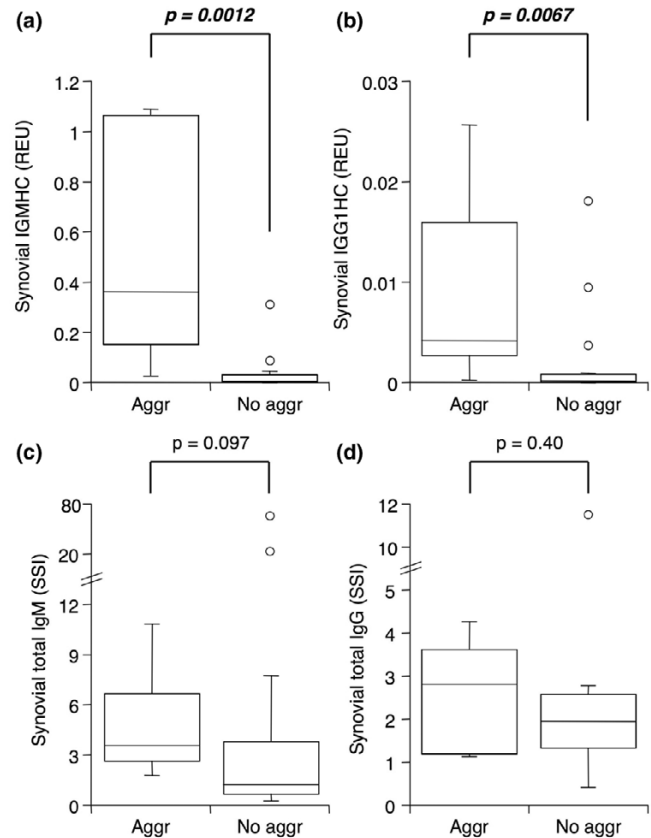 (a)
p = 0.0012
Synovial IGMHC (REU)
1.2
1
0.8
0.6
0.4
0.2
0
Aggr No aggr
(b)
p = 0.0067
Synovial IGG1HC (REU)
0.03
0.02
0.01
0
Aggr No aggr
(c)
p = 0.097
Synovial total IgM (SSI)
80
20
12
9
6
3
0
Aggr No aggr
(d)
p = 0.40
Synovial total IgG (SSI)
12
10
5
4
3
2
1
0
Aggr No aggr